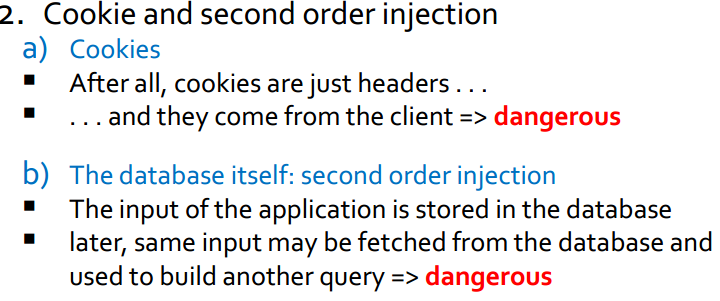 2. Cookie and second order injection
a) Cookies
▪ After all, cookies are just headers . . .
▪ . . . and they come from the client => dangerous
b) The database itself: second order injection
▪ The input of the application is stored in the database
▪ later, same input may be fetched from the database and
used to build another query => dangerous